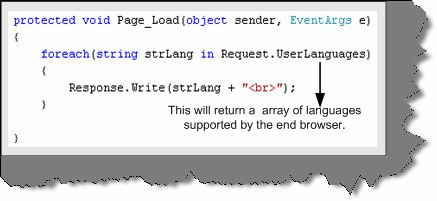 protected void Page_Load(object sender, EventArgs e)
{
foreach(string strLang in Request.UserLanguages)
{
Response.Write(strLang + "<br>");
}
This will return a array of languages
supported by the end browser.
}